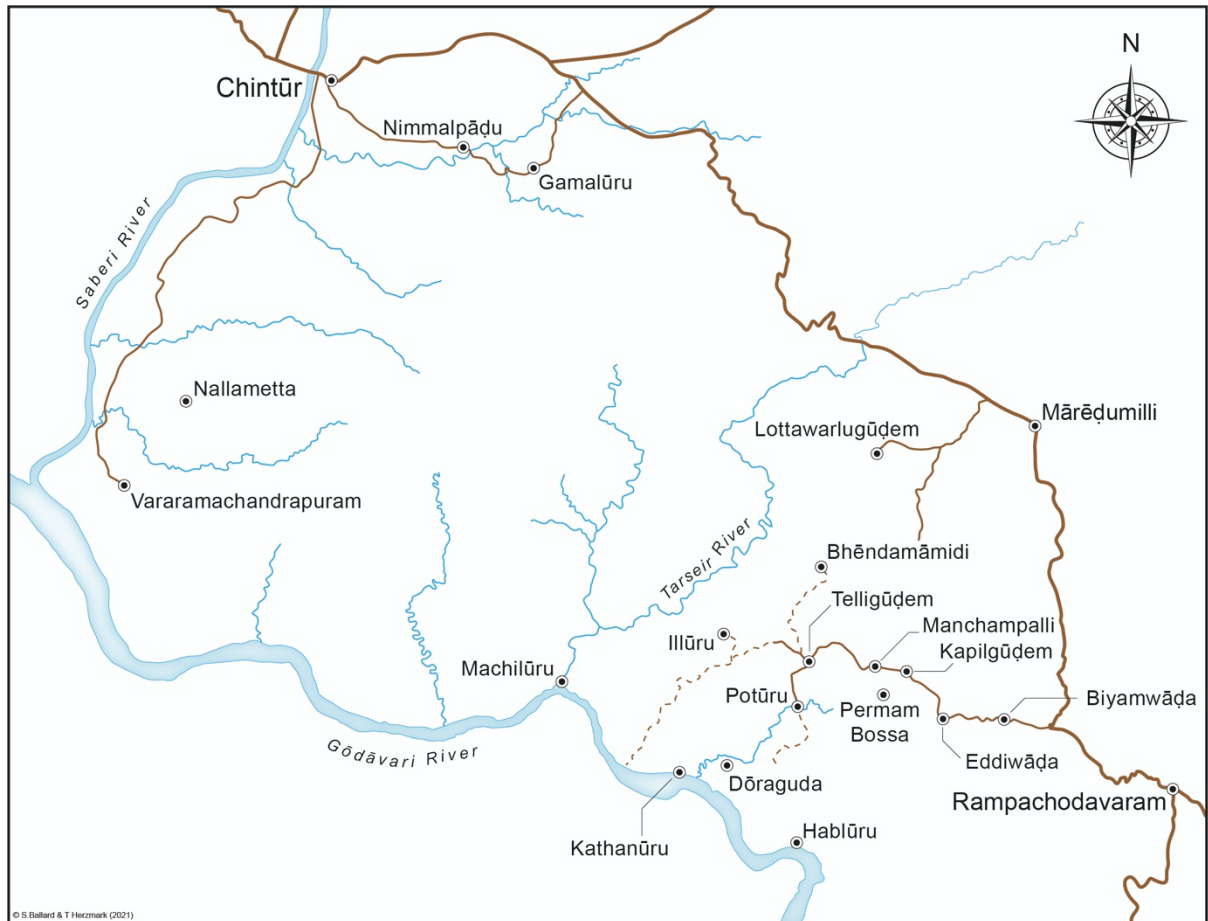 N
Chintūr
Nimmalpāḍu
Gamalūru
Saberi River
Nallametta
Mārēḍumilli
Lottawarlugūḍem
Vararamachandrapuram
Bhēndamāmidi
Tarseir River
Telligūḍem
Manchampalli
Illūru
Kapilgūḍem
Machilūru
Potūru
Permam
Bossa
Biyamwāḍa
Gōdāvari River
Eddiwāḍa
Dōraguda
Rampachodavaram
Kathanūru
Hablūru
© S.Ballard & T Herzmark (2021)